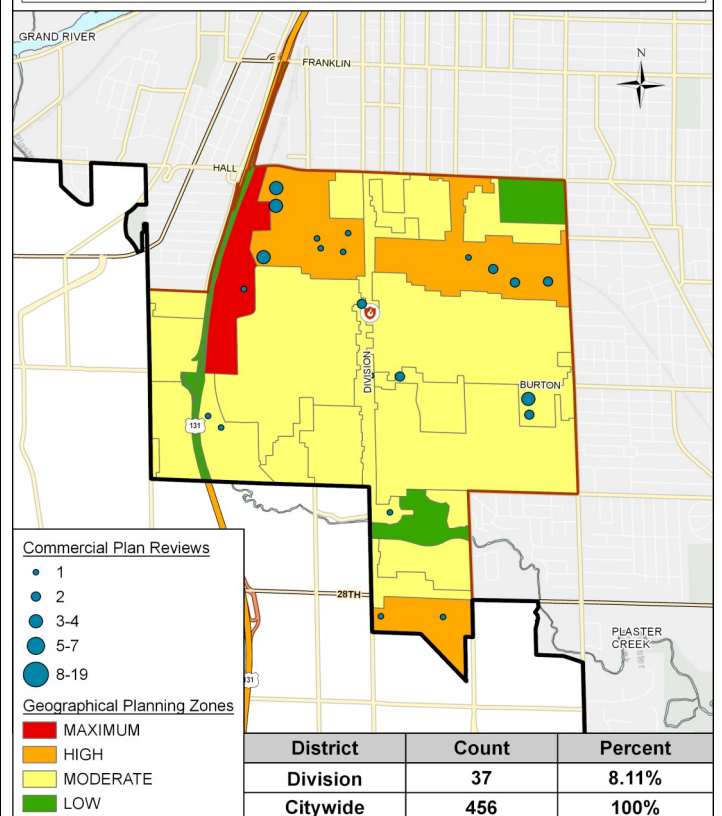 GRAND RIVER
FRANKLIN
N
HALL
4
DIVISION
BURTON
131
28TH
PLASTER
CREEK
131
Commercial Plan Reviews
1
2
3-4
5-7
8-19
Geographical Planning Zones
MAXIMUM
HIGH
MODERATE
LOW
District Count Percent
Division 37 8.11%
Citywide 456 100%